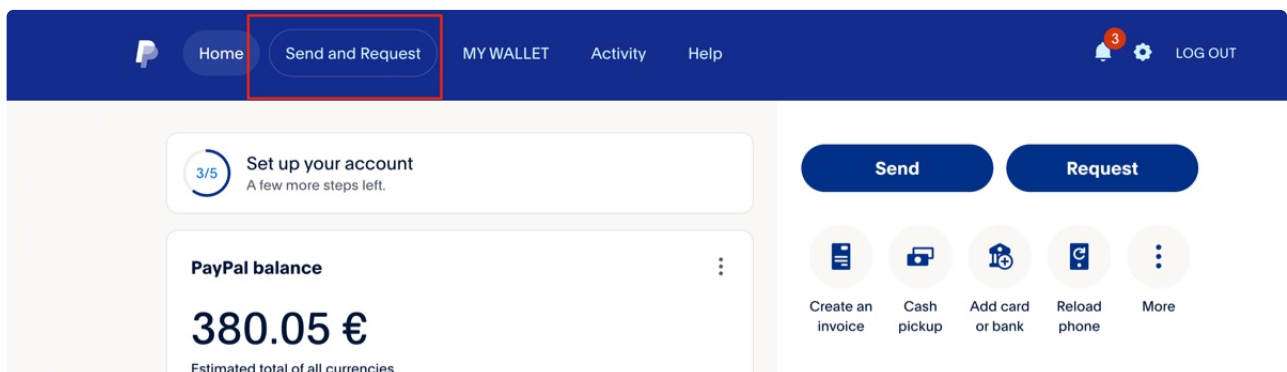 Home Send and Request MY WALLET Activity Help 3 LOG OUT
3/5
Set up your account
A few more steps left.
PayPal balance
380.05 €
Estimated total of all currencies
Send Request
Create an invoice
Cash pickup
Add card or bank
Reload phone
More